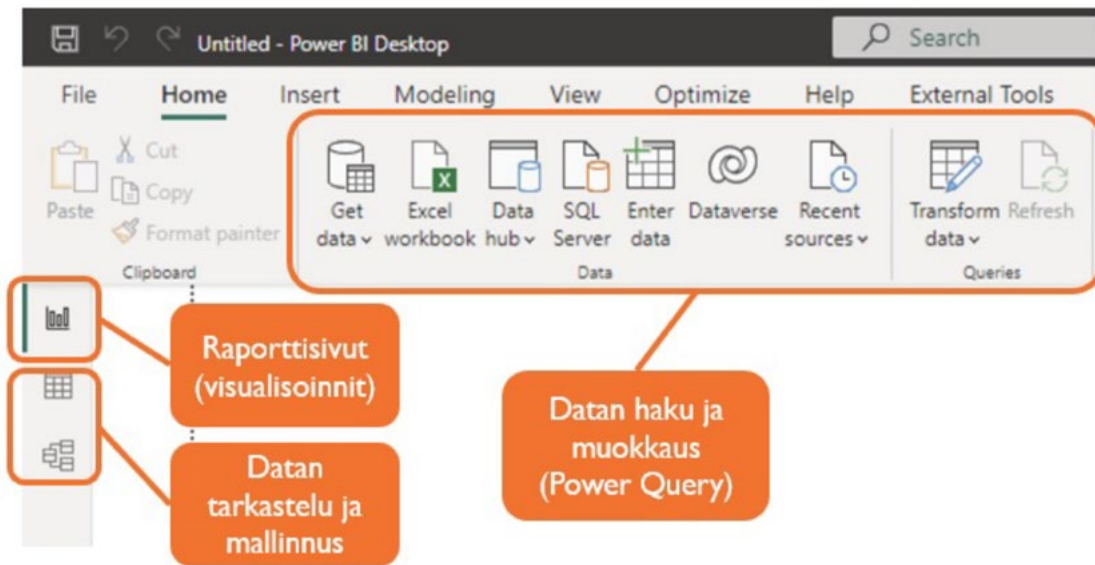 Untitled - Power BI Desktop
Search
File Home Insert Modeling View Optimize Help External Tools
Paste
Cut
Copy
Format painter
Clipboard
Get data
Excel workbook
Data hub
SQL Server
Enter data
Dataverse
Recent sources
Data
Transform data
Refresh
Queries
Raporttisivut
(visualisoinnit)
Datan
tarkastelu ja
mallinnus
Datan haku ja
muokkaus
(Power Query)